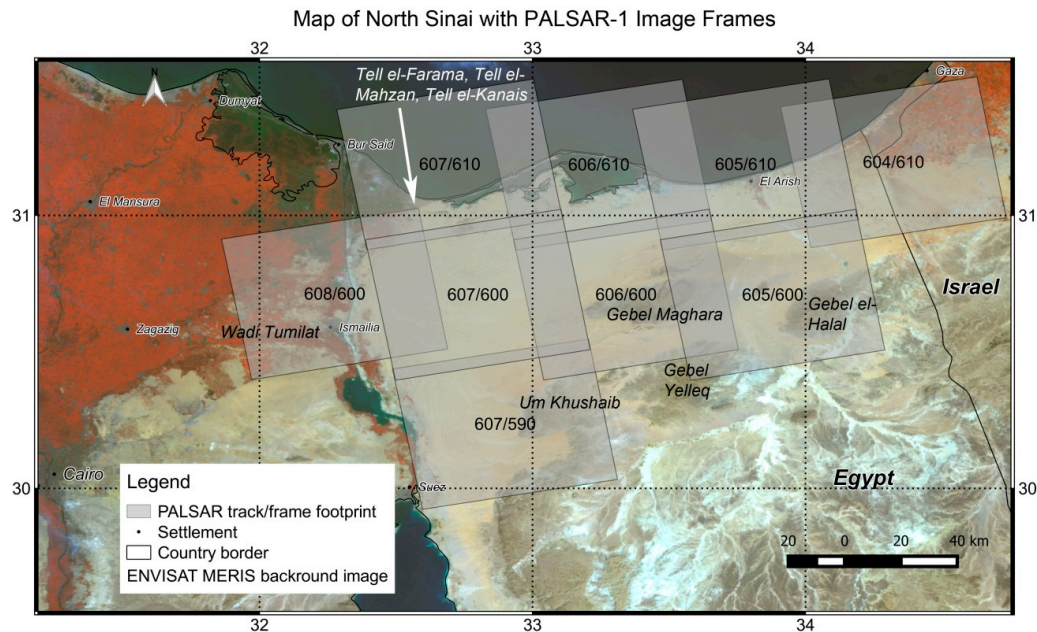 Map of North Sinai with PALSAR-1 Image Frames
32 33 34
N
Tell el-Farama, Tell el-
Mahzan, Tell el-Kanais
Gaza
Dumyat
Bur Said
607/610
606/610
605/610
604/610
El Arish
El Mansura
31 31
608/600
607/600
606/600
605/600
Israel
Gebel Maghara
Gebel el-
Halal
Zagazig
Wadi Tumilat
Ismailia
Gebel
Yelleq
Um Khushaib
607/590
Cairo
Suez
Egypt
30 30
Legend
PALSAR track/frame footprint
Settlement
Country border
ENVISAT MERIS backround image
20 0 20 40 km
32 33 34